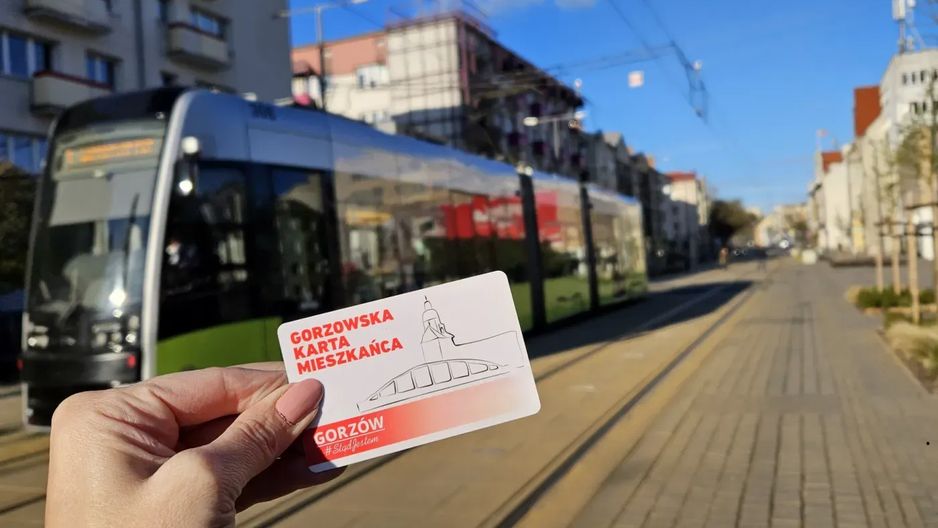 GORZOWSKA
KARTA
MIESZKAŃCA
GORZÓW
#StądJestem